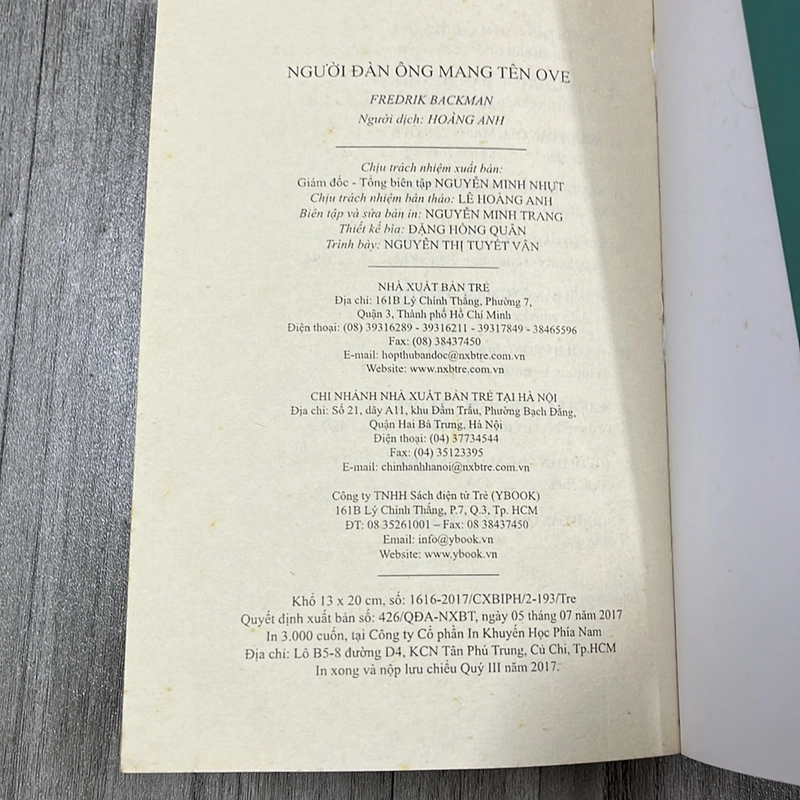 NGƯỜI ĐÀN ÔNG MANG TÊN OVE
FREDRIK BACKMAN
Người dịch: HOÀNG ANH
Chịu trách nhiệm xuất bản:
Giám đốc - Tổng biên tập NGUYỄN MINH NHỰT
Chịu trách nhiệm bản thảo: LÊ HOÀNG ANH
Biên tập và sửa bản in: NGUYỄN MINH TRANG
Thiết kế bìa: ĐẶNG HỒNG QUÂN
Trình bày: NGUYỄN THỊ TUYẾT VÂN
NHÀ XUẤT BẢN TRẺ
Địa chỉ: 161B Lý Chính Thắng, Phường 7,
Quận 3, Thành phố Hồ Chí Minh
Điện thoại: (08) 39316289 - 39316211 - 39317849 - 38465596
Fax: (08) 38437450
E-mail: hopthubandoc@nxbtre.com.vn
Website: www.nxbtre.com.vn
CHI NHÁNH NHÀ XUẤT BẢN TRẺ TẠI HÀ NỘI
Địa chỉ: Số 21, dãy A11, khu Đầm Trấu, Phường Bạch Đằng,
Quận Hai Bà Trưng, Hà Nội
Điện thoại: (04) 37734544
Fax: (04) 35123395
E-mail: chinhanhhanoi@nxbtre.com.vn
Công ty TNHH Sách điện tử Trẻ (YBOOK)
161B Lý Chính Thắng, P.7, Q.3, Tp. HCM
ĐT: 08 35261001 – Fax: 08 38437450
Email: info@ybook.vn
Website: www.ybook.vn
Khổ 13 x 20 cm, số: 1616-2017/CXBIPH/2-193/Tre
Quyết định xuất bản số: 426/QĐA-NXBT, ngày 05 tháng 07 năm 2017
In 3.000 cuốn, tại Công ty Cổ phần In Khuyến Học Phía Nam
Địa chỉ: Lô B5-8 đường D4, KCN Tân Phú Trung, Củ Chi, Tp.HCM
In xong và nộp lưu chiểu Quý III năm 2017.